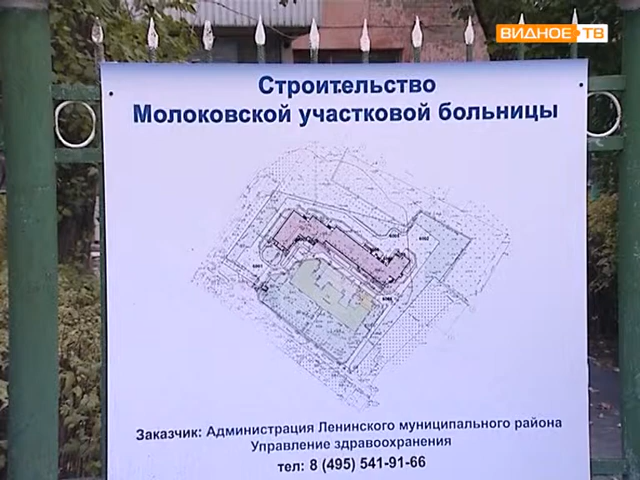 ВИДНОЕ ТВ
Строительство
Молоковской участковой больницы
Заказчик: Администрация Ленинского муниципального района
Управление здравоохранения
тел: 8 (495) 541-91-66